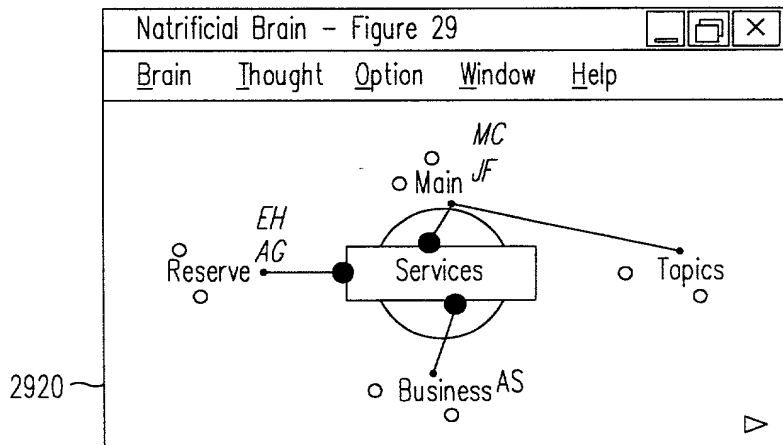 Natrificial Brain – Figure 29
Brain Thought Option Window Help
MC
Main JF
EH
AG
Reserve Services Topics
2920
Business AS